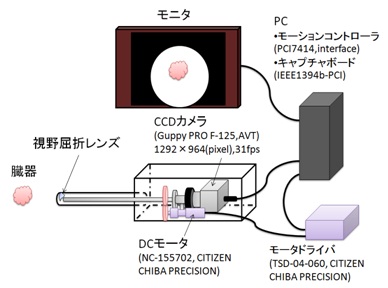 モニタ
PC
•モーションコントローラ
(PCI7414,interface)
•キャプチャボード
(IEEE1394b-PCI)
CCDカメラ
(Guppy PRO F-125,AVT)
1292×964(pixel),31fps
視野屈折レンズ
臓器
DCモータ
(NC-155702, CITIZEN
CHIBA PRECISION)
モータドライバ
(TSD-04-060, CITIZEN
CHIBA PRECISION)